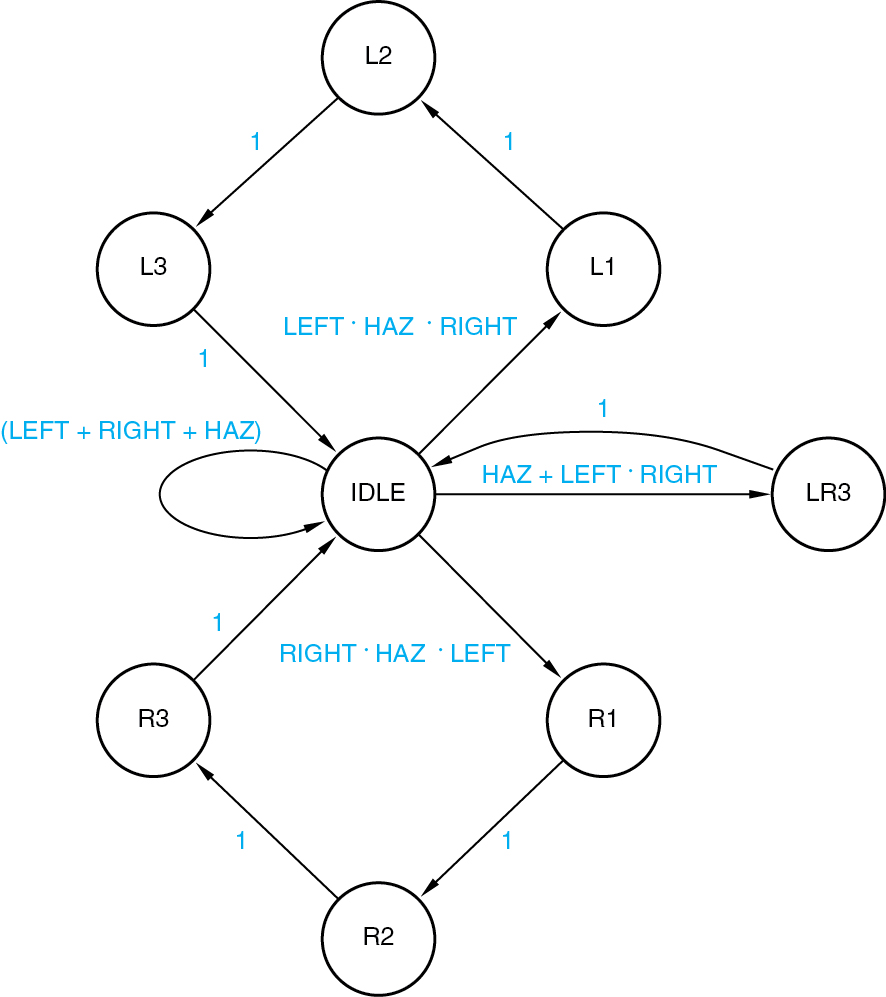 L2
1
1
L3
L1
LEFT · HAZ · RIGHT
1
1
(LEFT + RIGHT + HAZ)
HAZ + LEFT · RIGHT
IDLE
LR3
1
RIGHT · HAZ · LEFT
R3
R1
1
1
R2